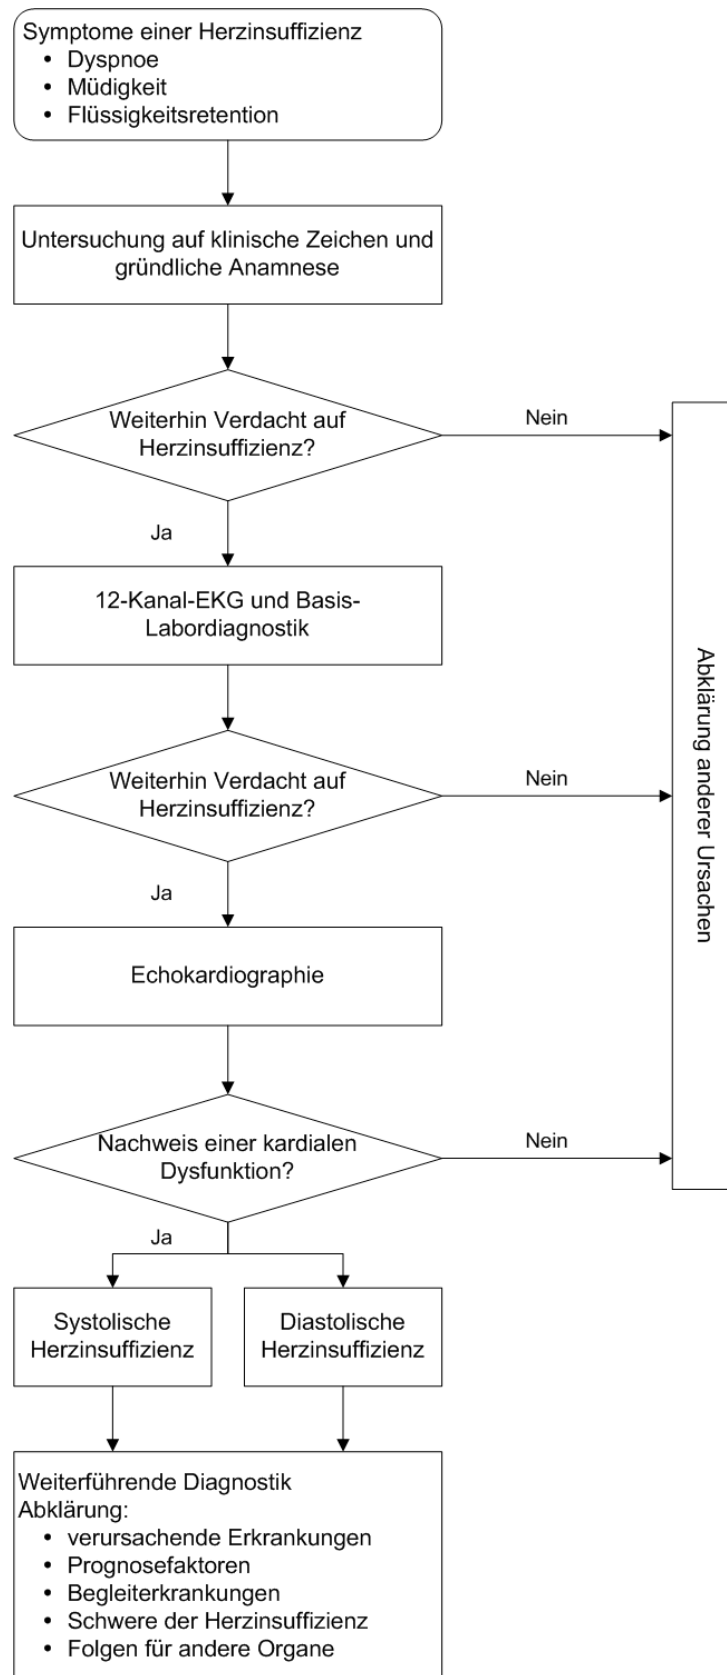 Symptome einer Herzinsuffizienz
• Dyspnoe
• Müdigkeit
• Flüssigkeitsretention
Untersuchung auf klinische Zeichen und
gründliche Anamnese
Weiterhin Verdacht auf
Herzinsuffizienz?
Nein
Ja
12-Kanal-EKG und Basis-
Labordiagnostik
Weiterhin Verdacht auf
Herzinsuffizienz?
Nein
Ja
Echokardiographie
Nachweis einer kardialen
Dysfunktion?
Nein
Ja
Abklärung anderer Ursachen
Systolische
Herzinsuffizienz
Diastolische
Herzinsuffizienz
Weiterführende Diagnostik
Abklärung:
• verursachende Erkrankungen
• Prognosefaktoren
• Begleiterkrankungen
• Schwere der Herzinsuffizienz
• Folgen für andere Organe